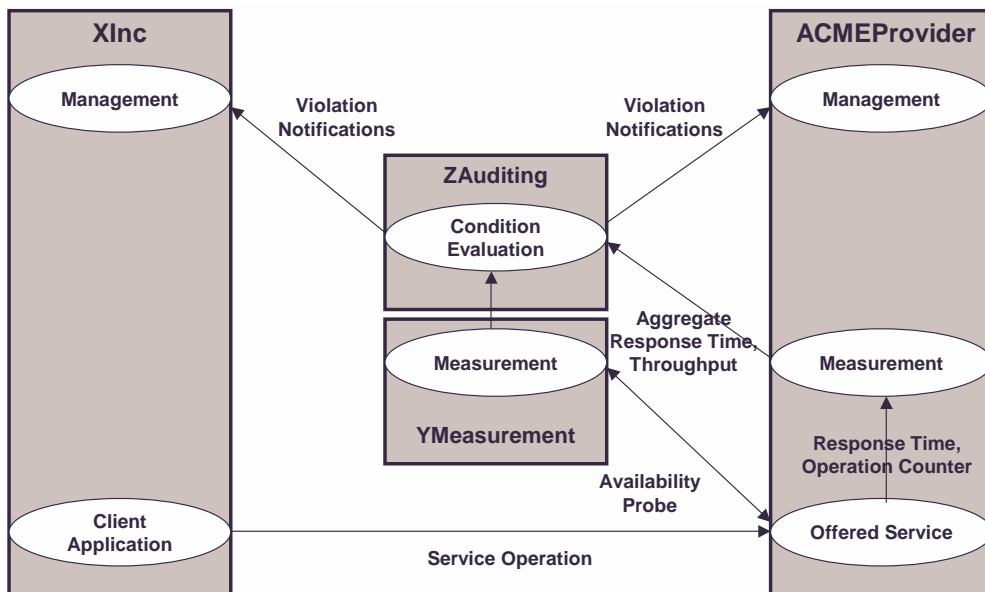 XInc
ACMEProvider
Management
Violation
Notifications
Violation
Notifications
Management
ZAuditing
Condition
Evaluation
Aggregate
Response Time,
Throughput
Measurement
Measurement
YMeasurement
Response Time,
Operation Counter
Availability
Probe
Client
Application
Offered Service
Service Operation